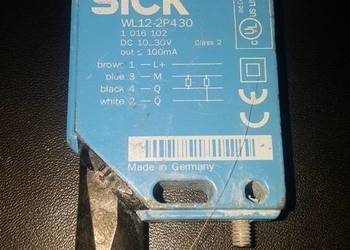 SICK
WL12-2P430
1 016 102
DC 10...30V Class 2
out ≤ 100mA
brown 1 L+
blue 3 M
black 4 Q
white 2 Q̅
CE
Made in Germany